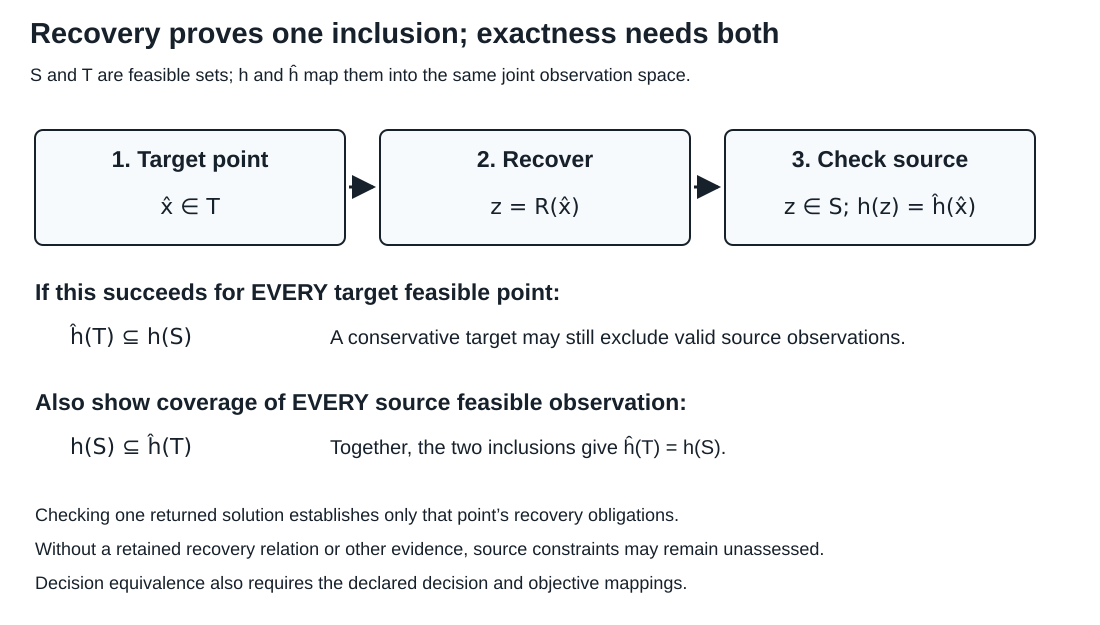 Recovery proves one inclusion; exactness needs both
S and T are feasible sets; h and ĥ map them into the same joint observation space.
1. Target point
x̂ ∈ T
2. Recover
z = R(x̂)
3. Check source
z ∈ S; h(z) = ĥ(x̂)
If this succeeds for EVERY target feasible point:
ĥ(T) ⊆ h(S)
A conservative target may still exclude valid source observations.
Also show coverage of EVERY source feasible observation:
h(S) ⊆ ĥ(T)
Together, the two inclusions give ĥ(T) = h(S).
Checking one returned solution establishes only that point’s recovery obligations.
Without a retained recovery relation or other evidence, source constraints may remain unassessed.
Decision equivalence also requires the declared decision and objective mappings.